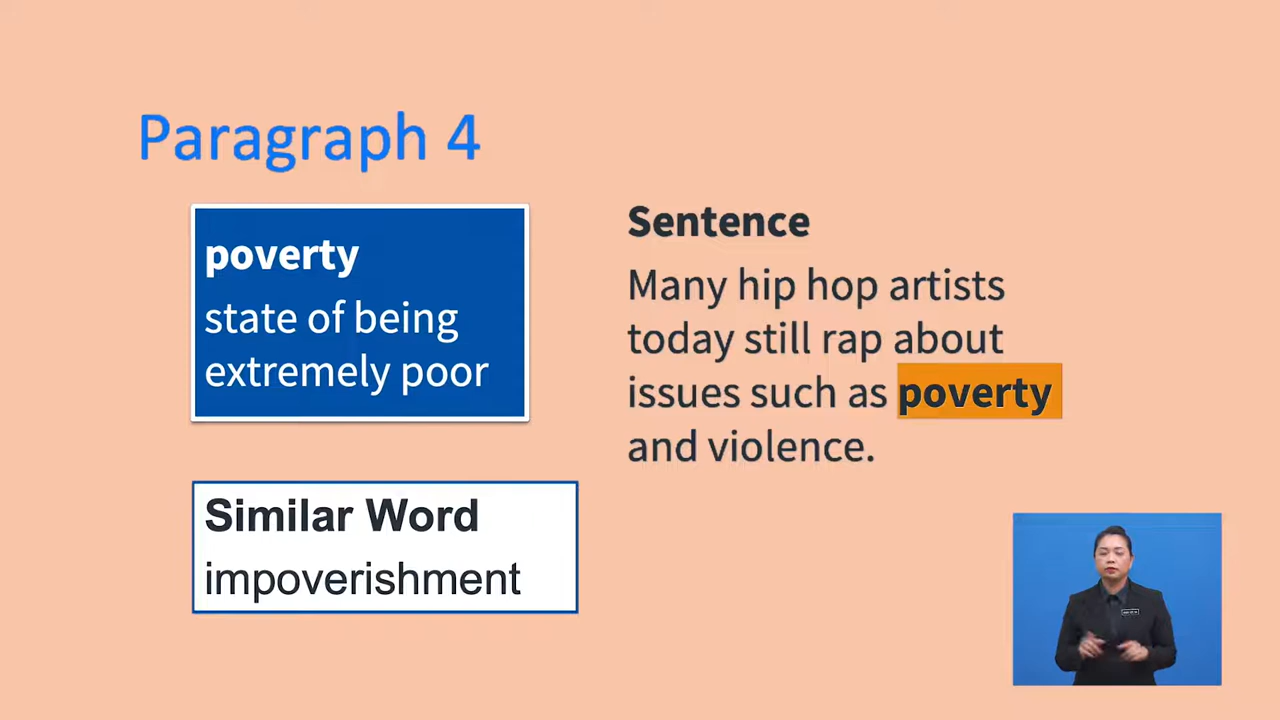 Paragraph 4
poverty
state of being
extremely poor
Similar Word
impoverishment
Sentence
Many hip hop artists
today still rap about
issues such as poverty
and violence.